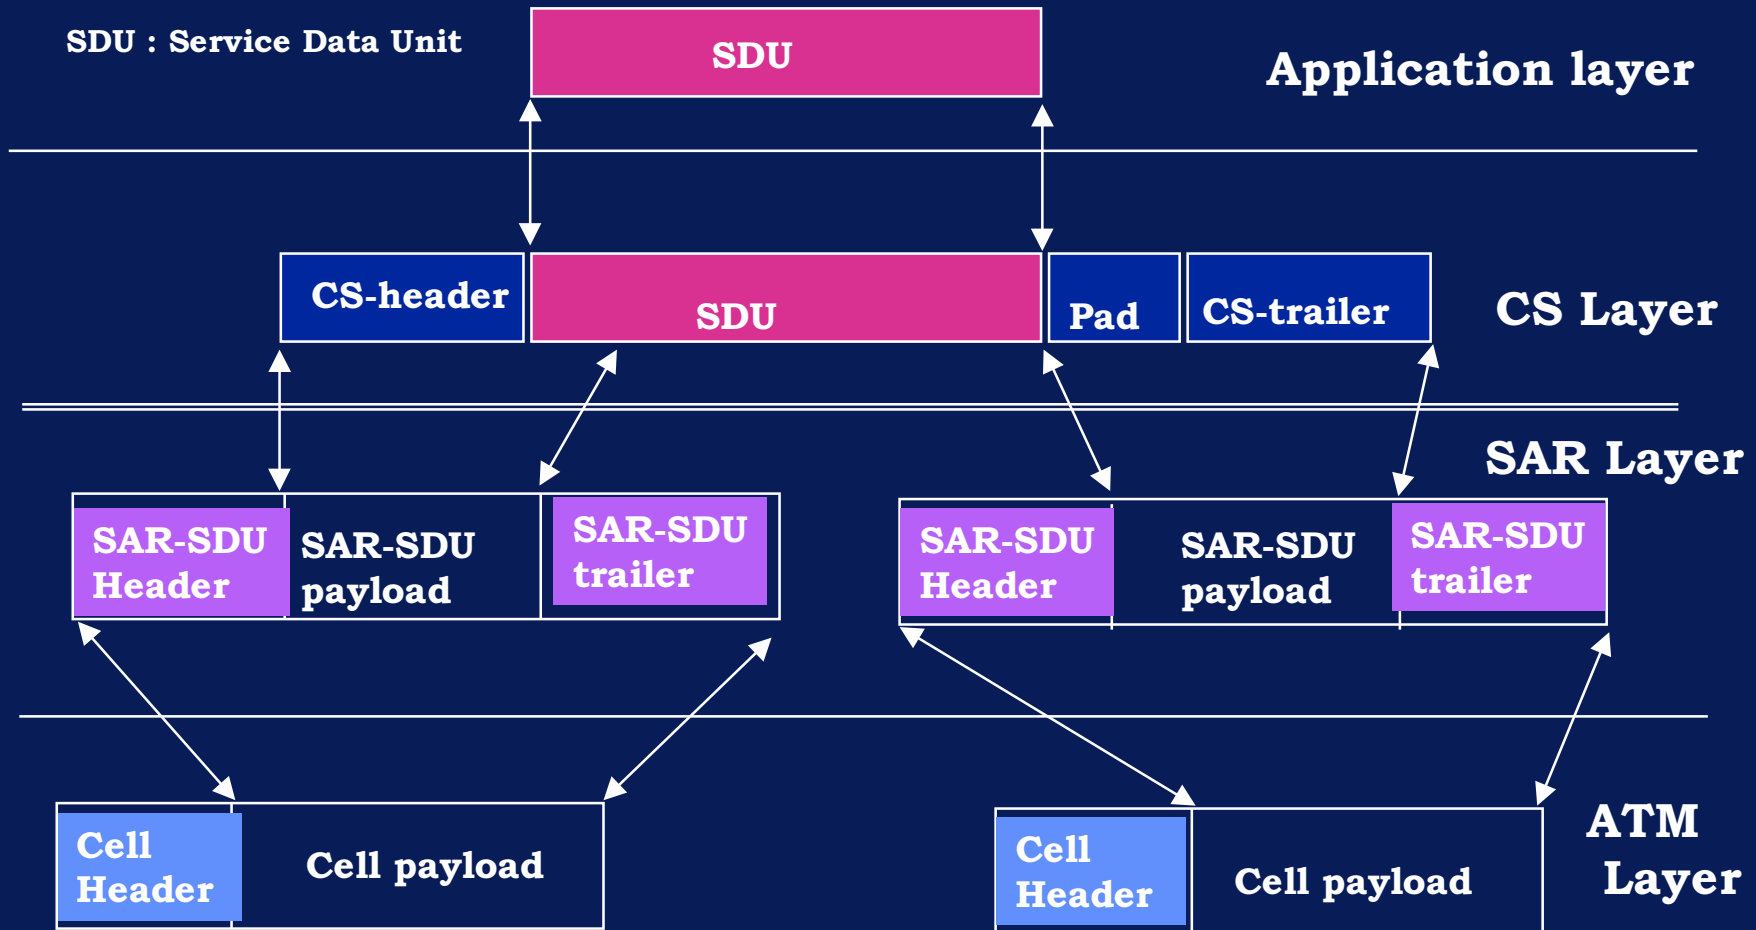 SDU : Service Data Unit
SDU
Application layer
CS-header
SDU
Pad
CS-trailer
CS Layer
SAR Layer
SAR-SDU
Header
SAR-SDU
payload
SAR-SDU
trailer
SAR-SDU
Header
SAR-SDU
payload
SAR-SDU
trailer
Cell
Header
Cell payload
Cell
Header
Cell payload
ATM
Layer